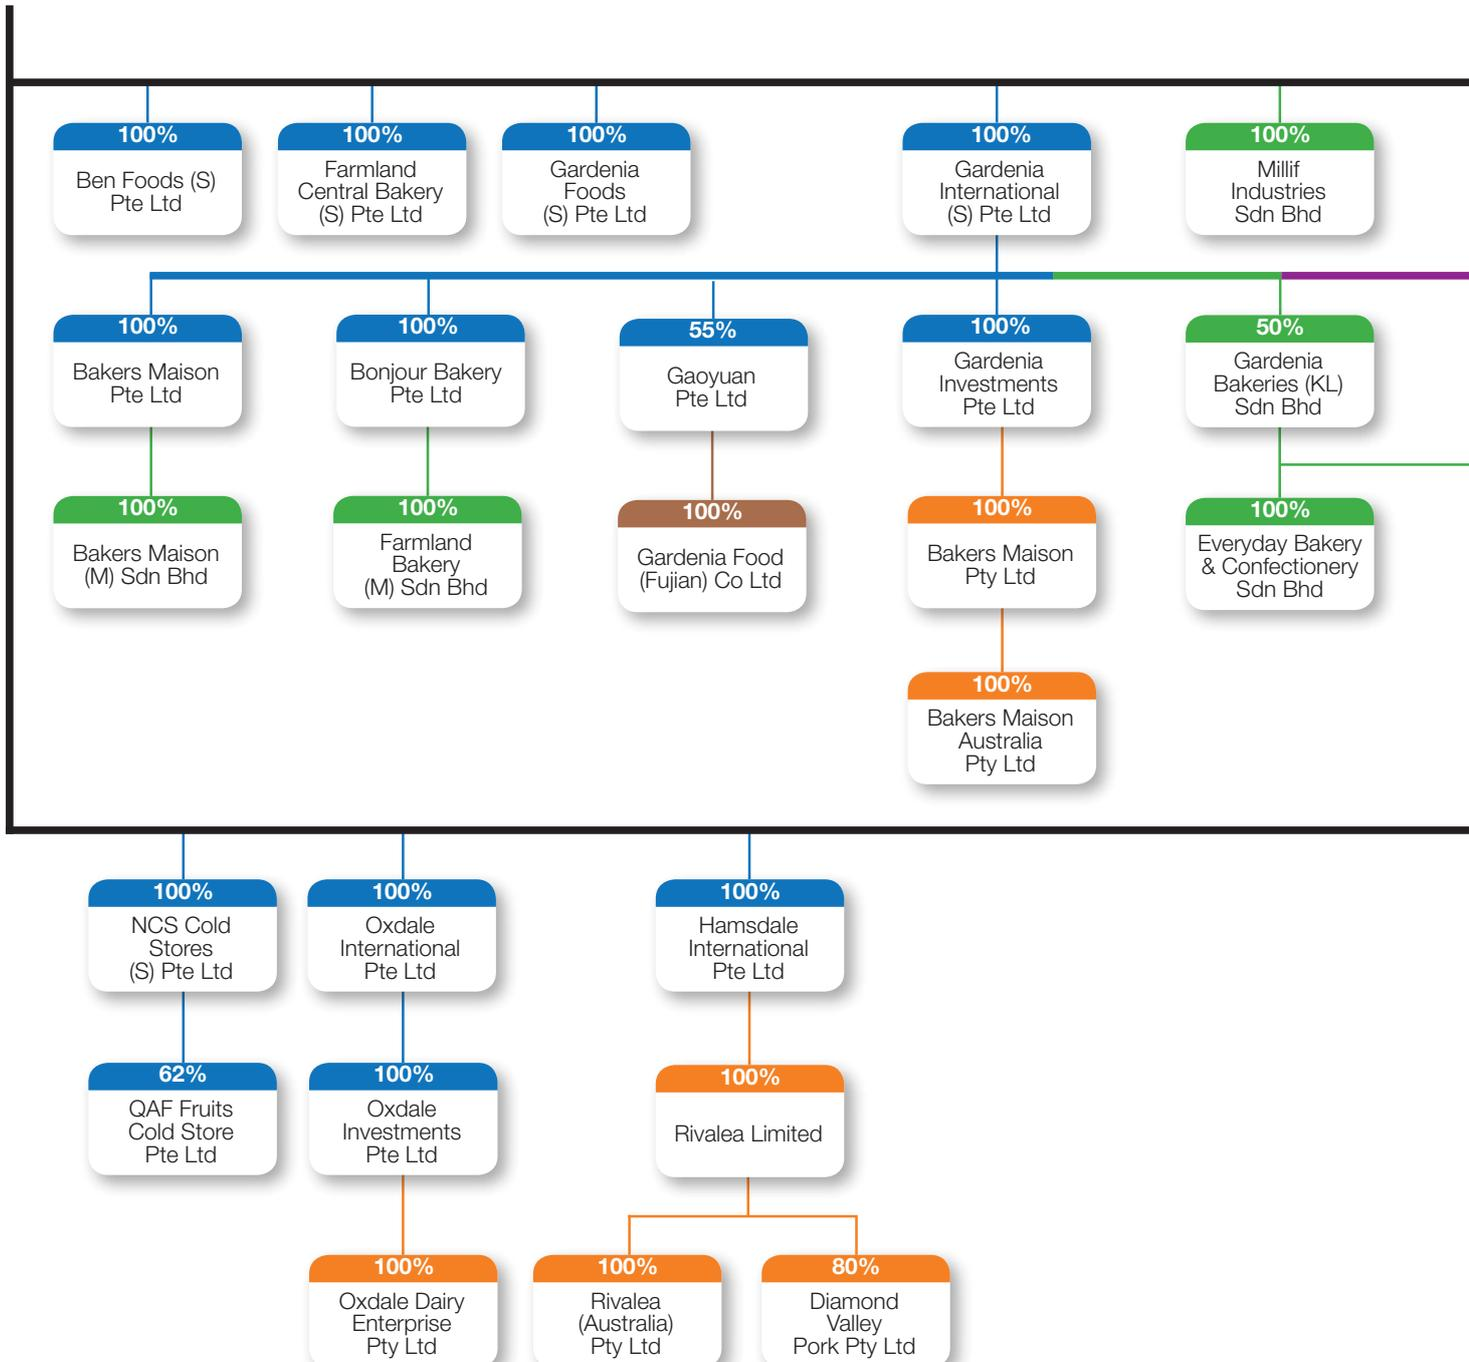 100%
Ben Foods (S)
Pte Ltd
100%
Farmland
Central Bakery
(S) Pte Ltd
100%
Gardenia
Foods
(S) Pte Ltd
100%
Gardenia
International
(S) Pte Ltd
100%
Millif
Industries
Sdn Bhd
100%
Bakers Maison
Pte Ltd
100%
Bonjour Bakery
Pte Ltd
55%
Gaoyuan
Pte Ltd
100%
Gardenia
Investments
Pte Ltd
50%
Gardenia
Bakeries (KL)
Sdn Bhd
100%
Bakers Maison
(M) Sdn Bhd
100%
Farmland
Bakery
(M) Sdn Bhd
100%
Gardenia Food
(Fujian) Co Ltd
100%
Bakers Maison
Pty Ltd
100%
Everyday Bakery
& Confectionery
Sdn Bhd
100%
Bakers Maison
Australia
Pty Ltd
100%
NCS Cold
Stores
(S) Pte Ltd
100%
Oxdale
International
Pte Ltd
100%
Hamsdale
International
Pte Ltd
62%
QAF Fruits
Cold Store
Pte Ltd
100%
Oxdale
Investments
Pte Ltd
100%
Rivalea Limited
100%
Oxdale Dairy
Enterprise
Pty Ltd
100%
Rivalea
(Australia)
Pty Ltd
80%
Diamond
Valley
Pork Pty Ltd